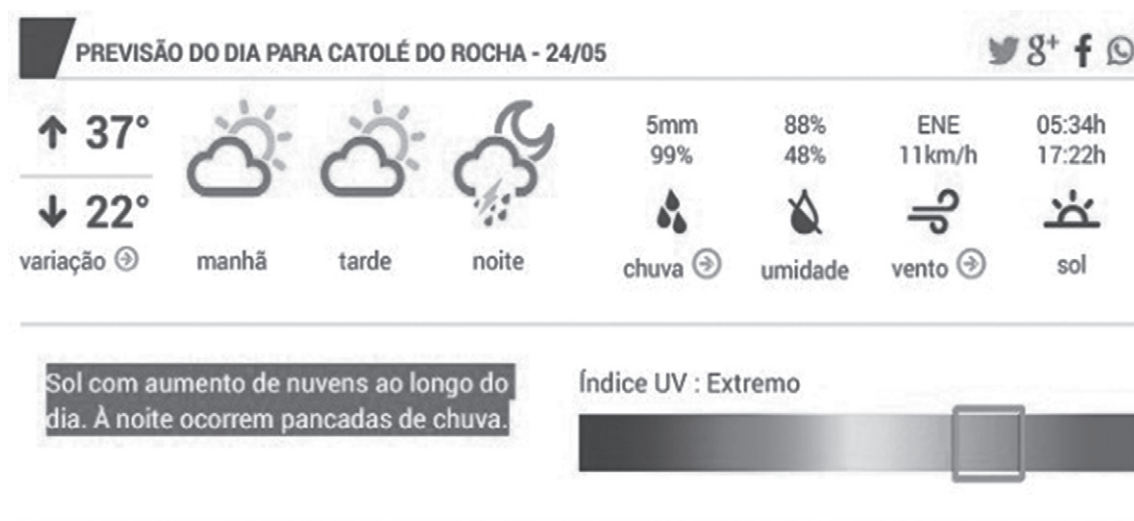 PREVISÃO DO DIA PARA CATOLÉ DO ROCHA - 24/05
37°
22°
variação
manhã
tarde
noite
5mm
99%
chuva
88%
48%
umidade
ENE
11km/h
vento
05:34h
17:22h
sol
Sol com aumento de nuvens ao longo do
dia. À noite ocorrem pancadas de chuva.
Índice UV : Extremo